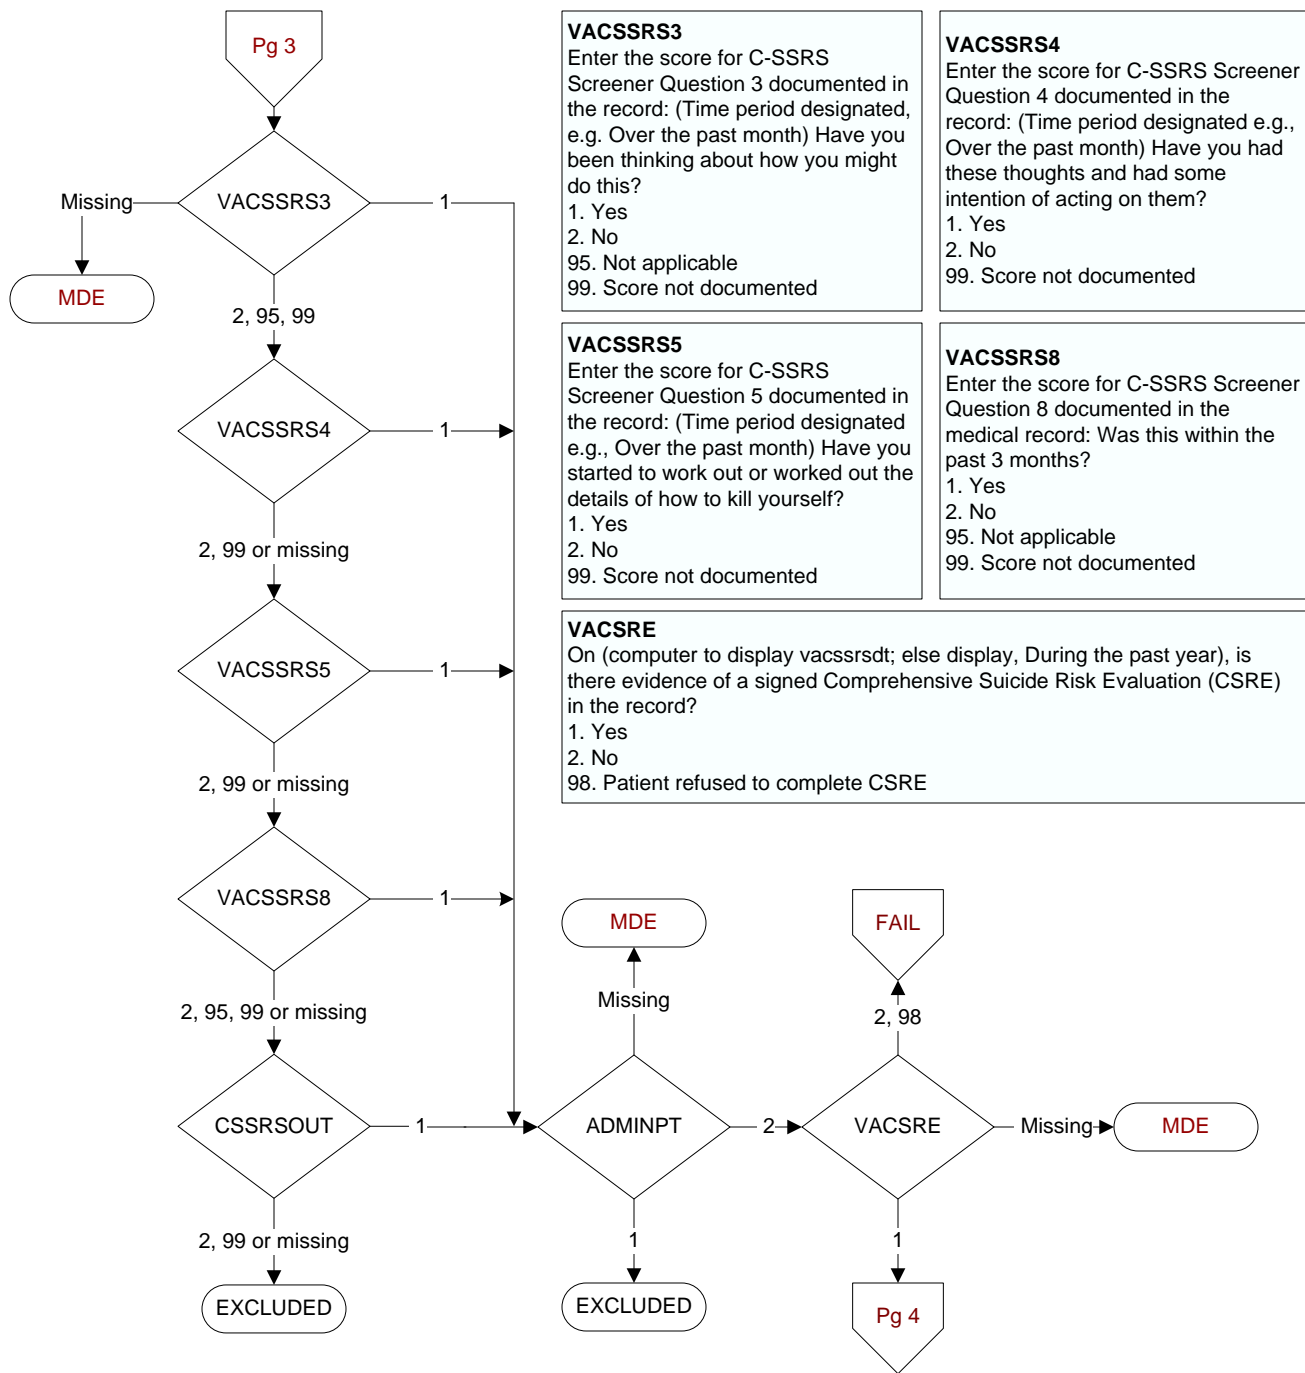 Pg 3
VACSSRS3
Missing
1
MDE
2, 95, 99
VACSSRS4
1
2, 99 or missing
VACSSRS5
1
2, 99 or missing
VACSSRS8
1
2, 95, 99 or missing
CSSRSOUT
1
2, 99 or missing
EXCLUDED
VACSSRS3
Enter the score for C-SSRS
Screener Question 3 documented in
the record: (Time period designated,
e.g. Over the past month) Have you
been thinking about how you might
do this?
1. Yes
2. No
95. Not applicable
99. Score not documented
VACSSRS4
Enter the score for C-SSRS Screener
Question 4 documented in the
record: (Time period designated e.g.,
Over the past month) Have you had
these thoughts and had some
intention of acting on them?
1. Yes
2. No
99. Score not documented
VACSSRS5
Enter the score for C-SSRS
Screener Question 5 documented in
the record: (Time period designated
e.g., Over the past month) Have you
started to work out or worked out the
details of how to kill yourself?
1. Yes
2. No
99. Score not documented
VACSSRS8
Enter the score for C-SSRS Screener
Question 8 documented in the
medical record: Was this within the
past 3 months?
1. Yes
2. No
95. Not applicable
99. Score not documented
VACSRE
On (computer to display vacssrsdt; else display, During the past year), is
there evidence of a signed Comprehensive Suicide Risk Evaluation (CSRE)
in the record?
1. Yes
2. No
98. Patient refused to complete CSRE
MDE
Missing
ADMINPT
2
1
EXCLUDED
FAIL
2, 98
VACSRE
Missing
MDE
1
Pg 4